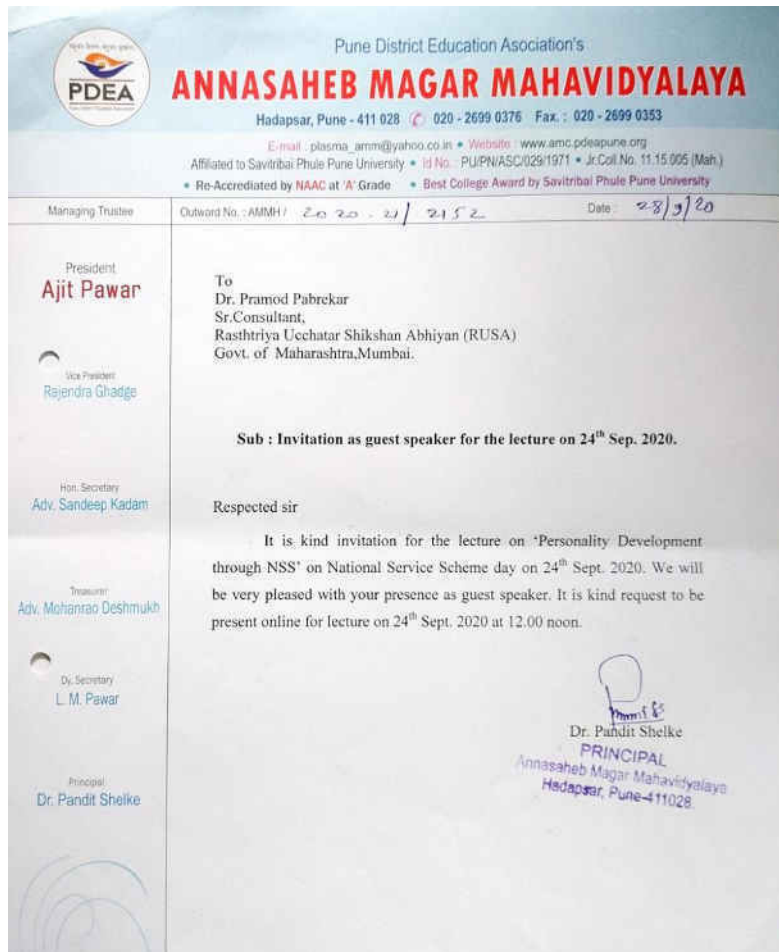 PDEA
Pune District Education Asociation's
ANNASAHEB MAGAR MAHAVIDYALAYA
Hadapsar, Pune - 411 028 020 - 2699 0376 Fax. : 020 - 2699 0353
E-mail : plasma_amm@yahoo.co.in • Website : www.amc.pdeapune.org
Affiliated to Savitribai Phule Pune University • Id No. : PU/PN/ASC/029/1971 • Jr.Coll.No. 11.15.005 (Mah.)
• Re-Accrediated by NAAC at 'A' Grade • Best College Award by Savitribai Phule Pune University
Managing Trustee
Outword No. : AMMH / 2020-21/ 2152 Date : 28/9/20
President
Ajit Pawar
Vice President
Rajendra Ghadge
Hon. Secretary
Adv. Sandeep Kadam
Treasurer
Adv. Mohanrao Deshmukh
Dy. Secretary
L. M. Pawar
Principal
Dr. Pandit Shelke
To
Dr. Pramod Pabrekar
Sr.Consultant,
Rasthtriya Ucchatar Shikshan Abhiyan (RUSA)
Govt. of Maharashtra,Mumbai.
Sub : Invitation as guest speaker for the lecture on 24th Sep. 2020.
Respected sir
It is kind invitation for the lecture on 'Personality Development
through NSS' on National Service Scheme day on 24th Sept. 2020. We will
be very pleased with your presence as guest speaker. It is kind request to be
present online for lecture on 24th Sept. 2020 at 12.00 noon.
Dr. Pandit Shelke
PRINCIPAL
Annasaheb Magar Mahavidyalaya
Hadapsar, Pune-411028.